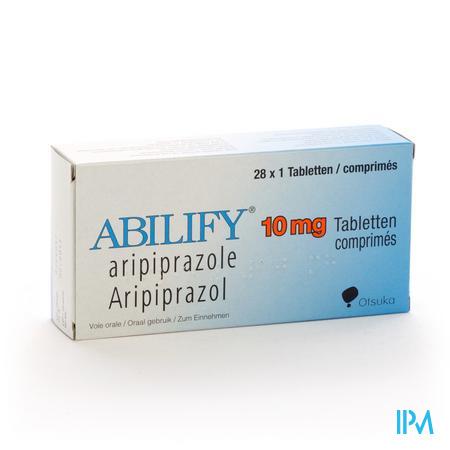 28 x 1 Tabletten / comprimés
ABILIFY® 10 mg Tabletten
comprimés
aripiprazole
Aripiprazol
Otsuka
Voie orale / Oraal gebruik / Zum Einnehmen
IPM